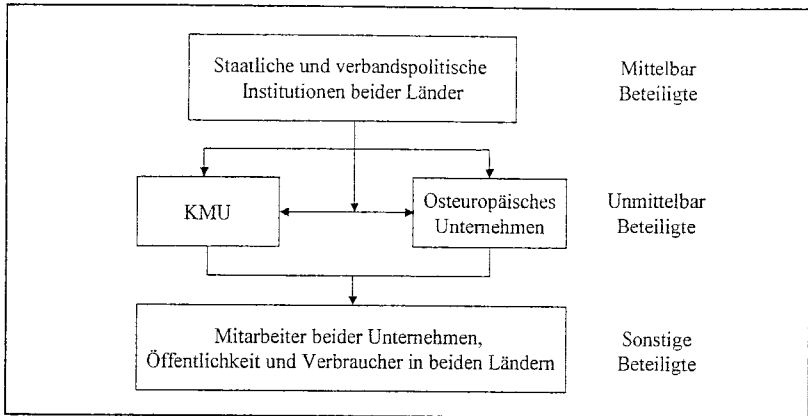 Staatliche und verbandspolitische
Institutionen beider Länder
Mittelbar
Beteiligte
KMU
Osteuropäisches
Unternehmen
Unmittelbar
Beteiligte
Mitarbeiter beider Unternehmen,
Öffentlichkeit und Verbraucher in beiden Ländern
Sonstige
Beteiligte